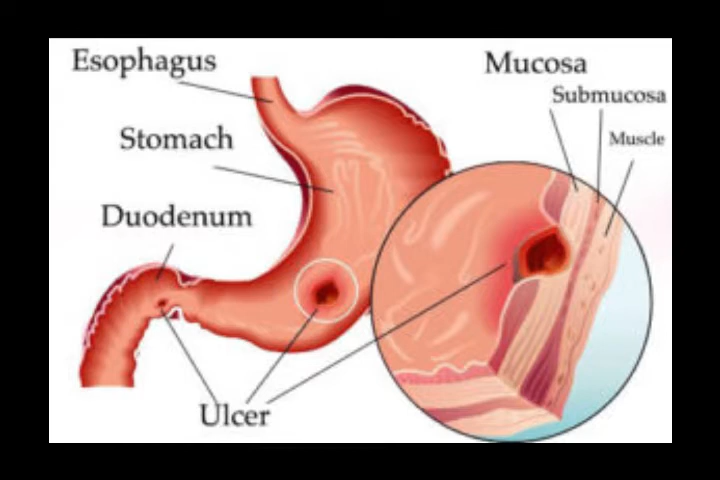 Esophagus
Mucosa
Submucosa
Stomach
Muscle
Duodenum
Ulcer